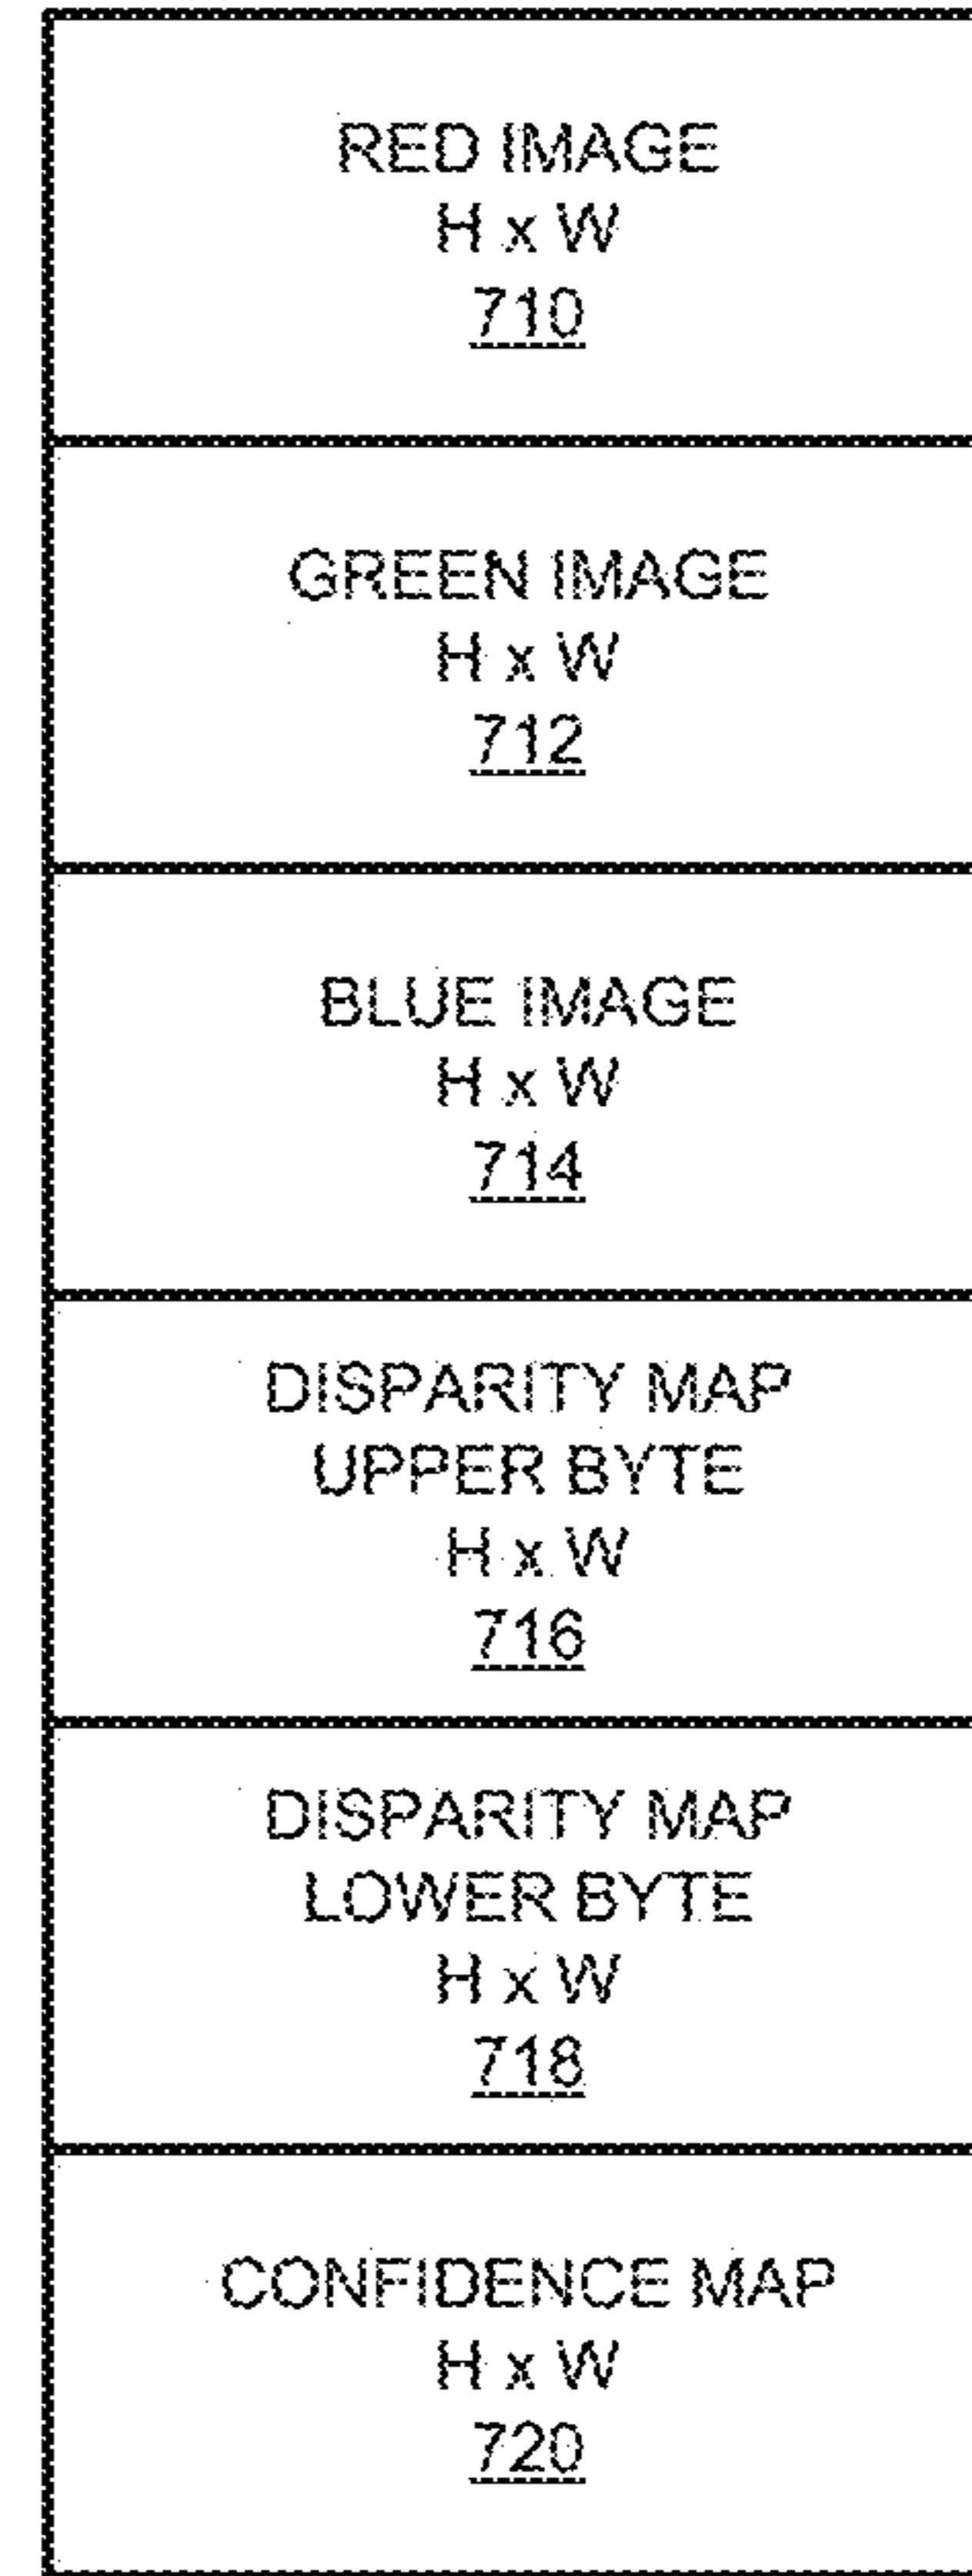 RED IMAGE
H x W
710
GREEN IMAGE
H x W
712
BLUE IMAGE
H x W
714
DISPARITY MAP
UPPER BYTE
H x W
716
DISPARITY MAP
LOWER BYTE
H x W
718
CONFIDENCE MAP
H x W
720